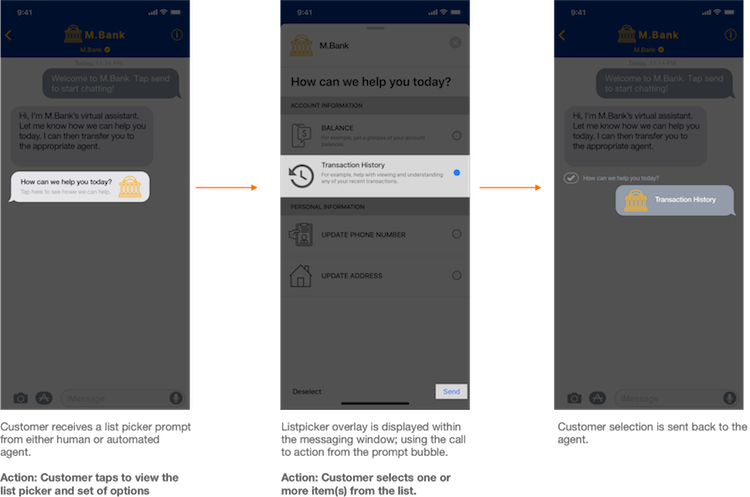 9:41
M.Bank
M.Bank
Today, 11:34 PM
Welcome to M.Bank. Tap send
to start chatting!
Hi, I'm M.Bank's virtual assistant.
Let me know how we can help you
today. I can then transfer you to
the appropriate agent.
How can we help you today?
Tap here to see how we can help.
iMessage
Customer receives a list picker prompt
from either human or automated
agent.
Action: Customer taps to view the
list picker and set of options
9:41
M.Bank
How can we help you today?
ACCOUNT INFORMATION
BALANCE
For example, get a glimpse of your account
balances.
Transaction History
For example, help with viewing and understanding
any of your recent transactions.
PERSONAL INFORMATION
UPDATE PHONE NUMBER
UPDATE ADDRESS
Deselect
Send
Listpicker overlay is displayed within
the messaging window; using the call
to action from the prompt bubble.
Action: Customer selects one or
more item(s) from the list.
9:41
M.Bank
M.Bank
Welcome to M.Bank. Tap send
to start chatting!
Hi, I'm M.Bank's virtual assistant.
Let me know how we can help you
today. I can then transfer you to
the appropriate agent.
How can we help you today?
Transaction History
iMessage
Customer selection is sent back to the
agent.